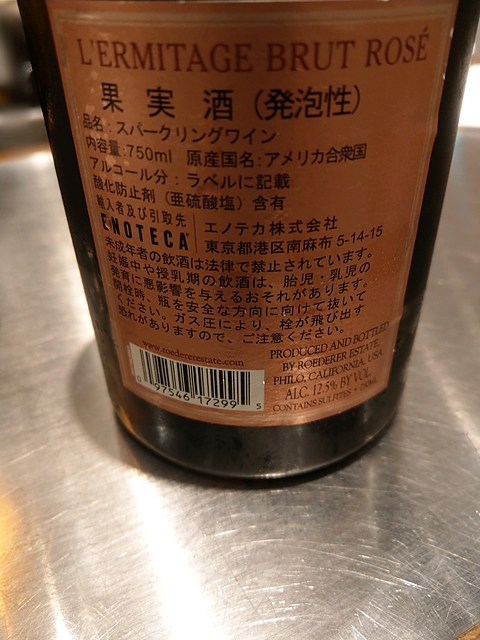 L'ERMITAGE BRUT ROSÉ
果実酒（発泡性）
品名：スパークリングワイン
内容量:750ml 原産国名:アメリカ合衆国
アルコール分：ラベルに記載
酸化防止剤（亜硫酸塩）含有
輸入者及び引取先
ENOTECA
エノテカ株式会社
東京都港区南麻布 5-14-15
未成年者の飲酒は法律で禁止されています。
妊娠中や授乳期の飲酒は、胎児・乳児の
発育に悪影響を与えるおそれがあります。
開栓時、瓶を安全な方向に向けて抜いて
ください。ガス圧により、栓が飛び出す
恐れがありますので、ご注意ください。
www.roedererestate.com
0 97546 17299 5
PRODUCED AND BOTTLED
BY ROEDERER ESTATE,
PHILO, CALIFORNIA, USA
ALC. 12.5% BY VOL.
CONTAINS SULFITES • 750ML